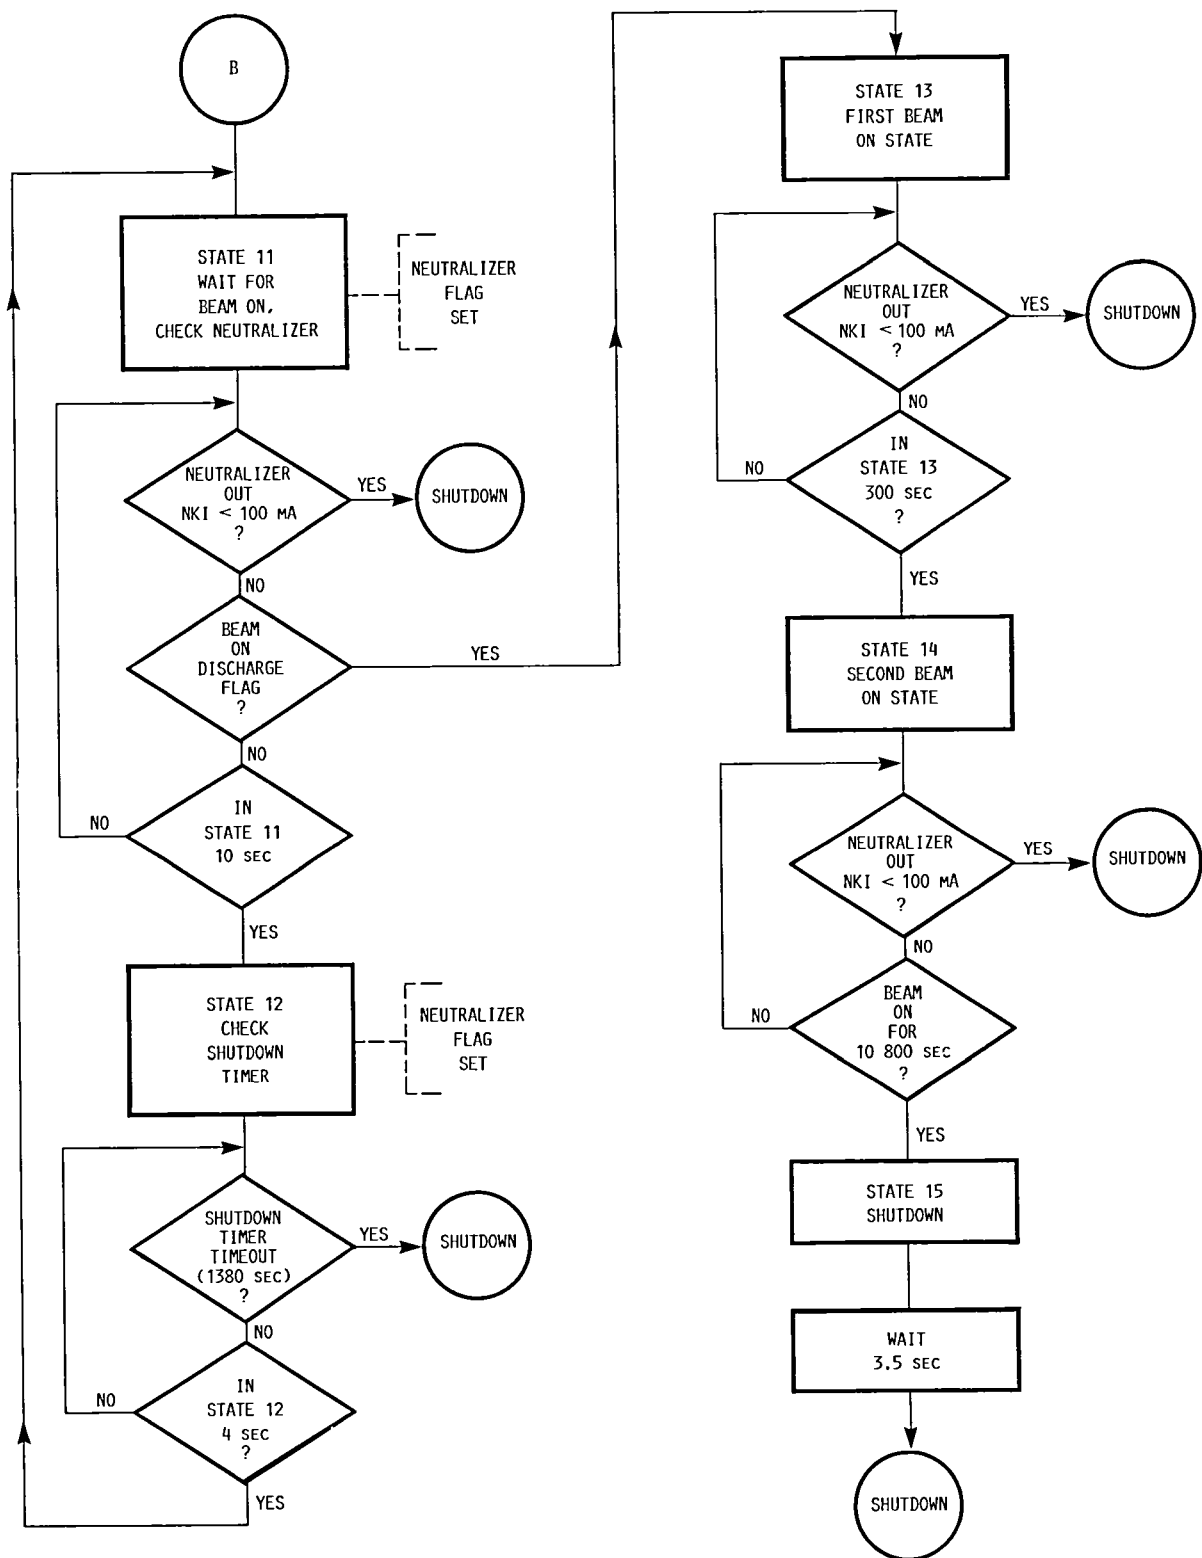 B
STATE 11
WAIT FOR
BEAM ON,
CHECK NEUTRALIZER
NEUTRALIZER
FLAG
SET
NEUTRALIZER
OUT
NKI < 100 MA
?
YES
SHUTDOWN
NO
BEAM
ON
DISCHARGE
FLAG
?
YES
NO
IN
STATE 11
10 SEC
NO
YES
STATE 12
CHECK
SHUTDOWN
TIMER
NEUTRALIZER
FLAG
SET
SHUTDOWN
TIMER
TIMEOUT
(1380 SEC)
?
YES
SHUTDOWN
NO
IN
STATE 12
4 SEC
?
NO
YES
STATE 13
FIRST BEAM
ON STATE
NEUTRALIZER
OUT
NKI < 100 MA
?
YES
SHUTDOWN
NO
IN
STATE 13
300 SEC
?
NO
YES
STATE 14
SECOND BEAM
ON STATE
NEUTRALIZER
OUT
NKI < 100 MA
?
YES
SHUTDOWN
NO
BEAM
ON
FOR
10 800 SEC
?
NO
YES
STATE 15
SHUTDOWN
WAIT
3.5 SEC
SHUTDOWN